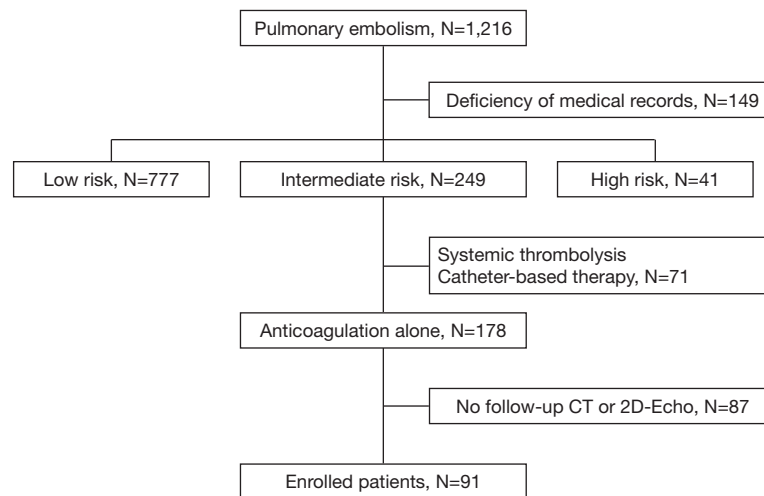 Pulmonary embolism, N=1,216
Deficiency of medical records, N=149
Low risk, N=777
Intermediate risk, N=249
High risk, N=41
Systemic thrombolysis
Catheter-based therapy, N=71
Anticoagulation alone, N=178
No follow-up CT or 2D-Echo, N=87
Enrolled patients, N=91